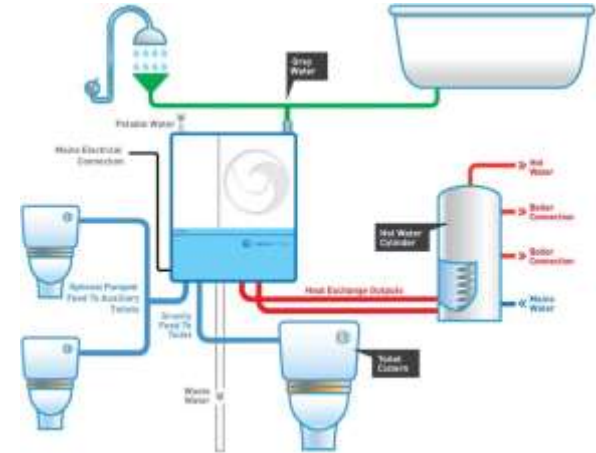 Grey
Water
Potable Water
Mains Electrical
Connection
Hot
Water
Boiler
Connection
Hot Water
Cylinder
Boiler
Connection
Optional Pumped
Feed To Auxiliary
Toilets
Gravity
Feed To
Toilet
Heat Exchange Outputs
Mains
Water
Toilet
Cistern
Waste
Water